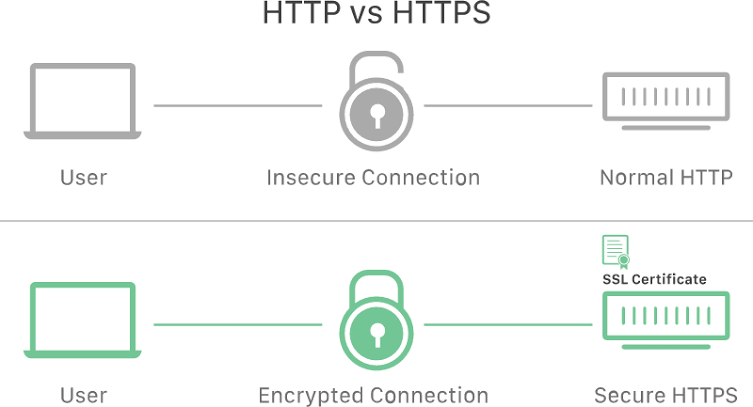 HTTP vs HTTPS
User
Insecure Connection
Normal HTTP
SSL Certificate
User
Encrypted Connection
Secure HTTPS